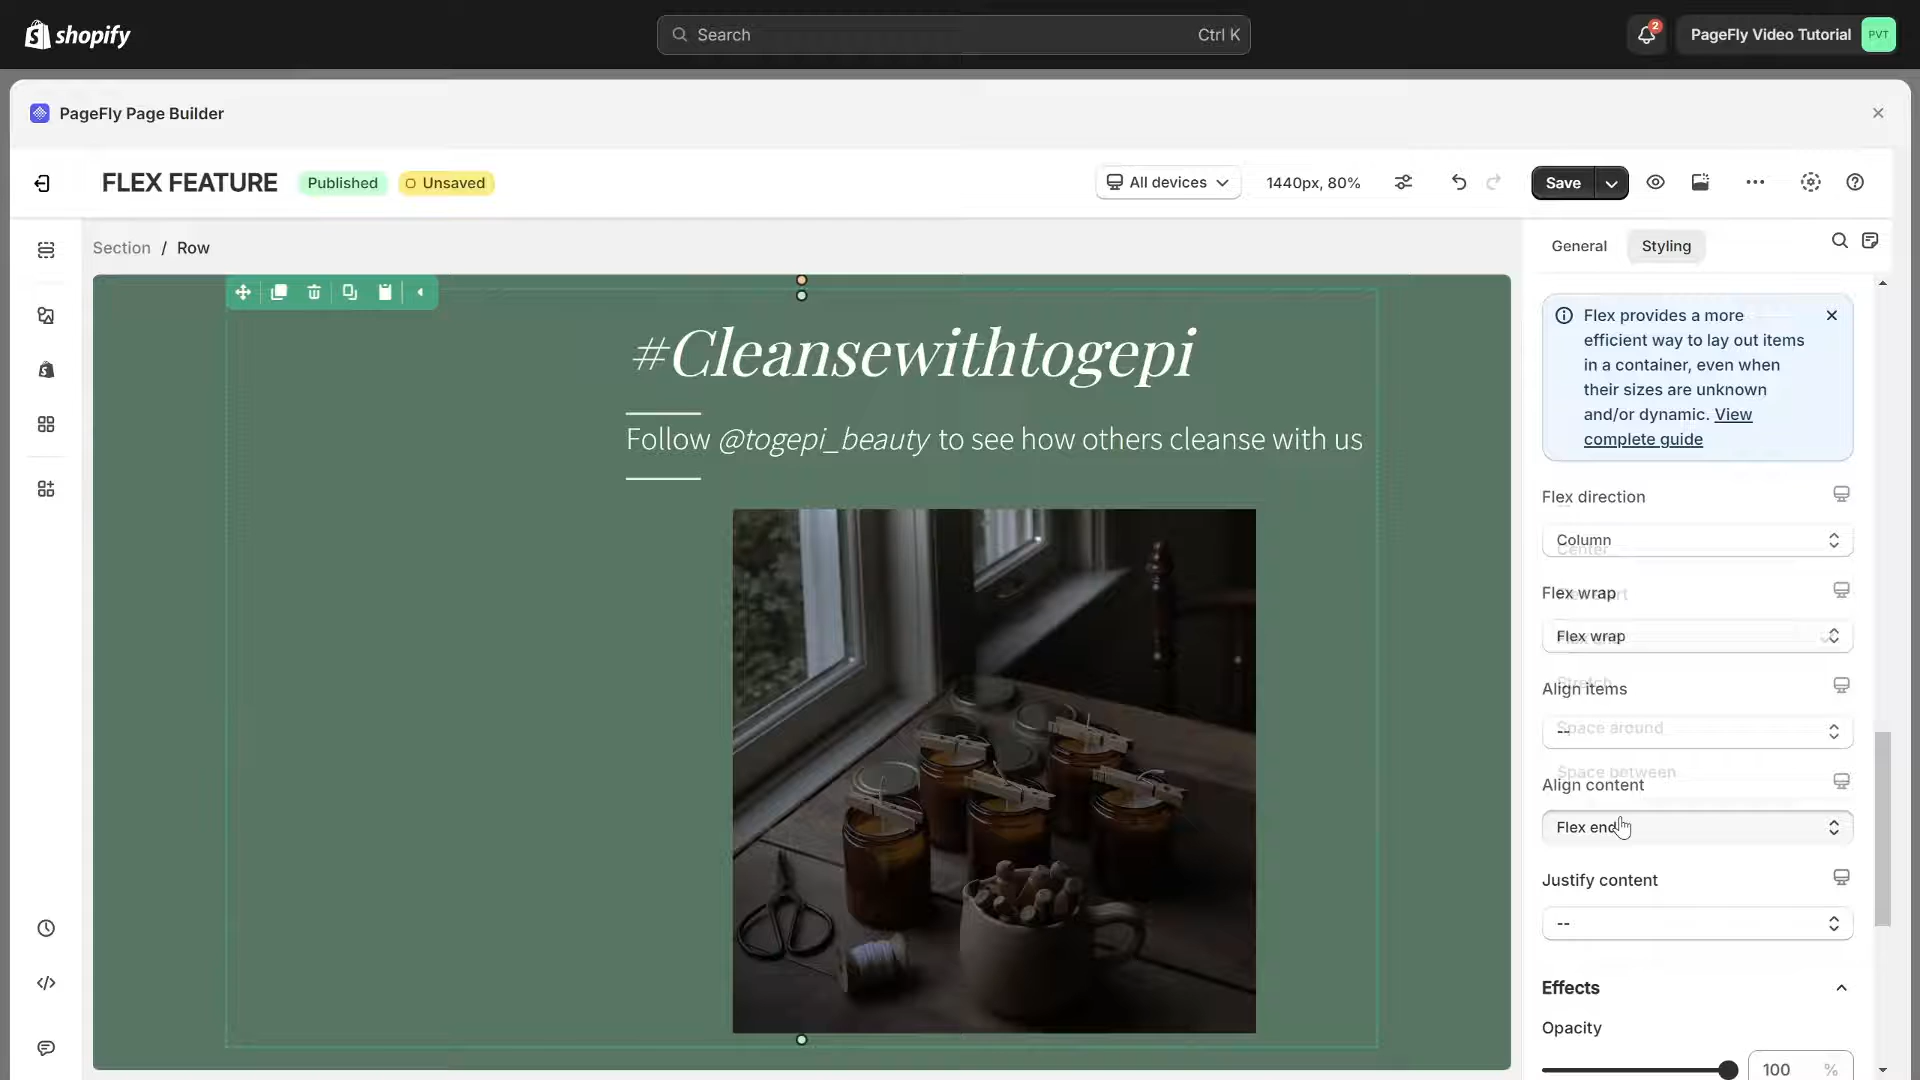 shopify
Search
Ctrl K
2
PageFly Video Tutorial
PVT
PageFly Page Builder
FLEX FEATURE
Published
Unsaved
All devices
1440px, 80%
Save
Section / Row
General
Styling
#Cleansewithtogepi
Follow @togepi_beauty to see how others cleanse with us
Flex provides a more
efficient way to lay out items
in a container, even when
their sizes are unknown
and/or dynamic. View
complete guide
Flex direction
Column
Center
Flex wrap
Flex wrap
Stretch
Align items
--
Space around
Space between
Align content
Flex end
Justify content
--
Effects
Opacity
100 %